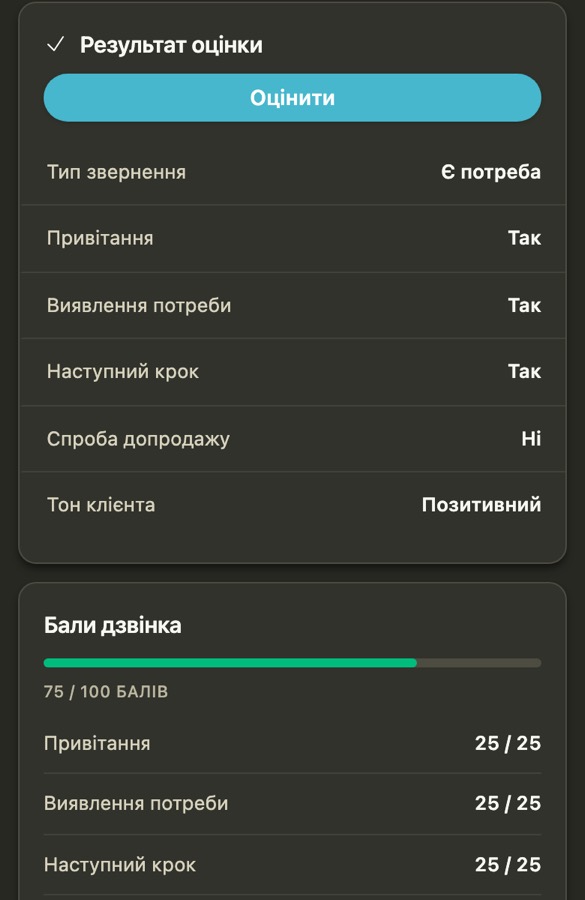 Результат оцінки
Оцінити
Тип звернення Є потреба
Привітання Так
Виявлення потреби Так
Наступний крок Так
Спроба допродажу Ні
Тон клієнта Позитивний
Бали дзвінка
75 / 100 БАЛІВ
Привітання 25 / 25
Виявлення потреби 25 / 25
Наступний крок 25 / 25